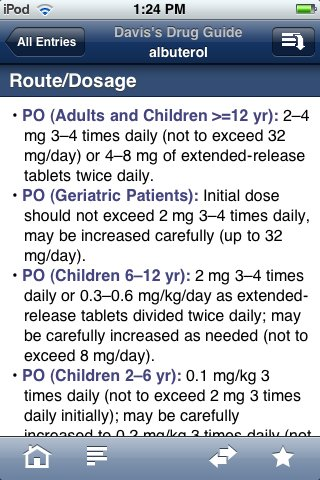 iPod 1:24 PM
All Entries
Davis's Drug Guide
albuterol
Route/Dosage
• PO (Adults and Children >=12 yr): 2–4
mg 3–4 times daily (not to exceed 32
mg/day) or 4–8 mg of extended-release
tablets twice daily.
• PO (Geriatric Patients): Initial dose
should not exceed 2 mg 3–4 times daily,
may be increased carefully (up to 32
mg/day).
• PO (Children 6–12 yr): 2 mg 3–4 times
daily or 0.3–0.6 mg/kg/day as extended-
release tablets divided twice daily; may
be carefully increased as needed (not to
exceed 8 mg/day).
• PO (Children 2–6 yr): 0.1 mg/kg 3
times daily (not to exceed 2 mg 3 times
daily initially); may be carefully
increased to 0.2 mg/kg 3 times daily (not